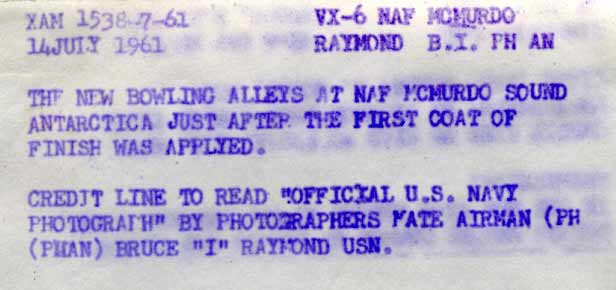 XAM 1538-7-61 VX-6 NAF MCMURDO
14JULY 1961 RAYMOND B.I. PH AN
THE NEW BOWLING ALLEYS AT NAF MCMURDO SOUND
ANTARCTICA JUST AFTER THE FIRST COAT OF
FINISH WAS APPLYED.
CREDIT LINE TO READ "OFFICIAL U.S. NAVY
PHOTOGRAPH" BY PHOTOGRAPHERS MATE AIRMAN (PH
(PHAN) BRUCE "I" RAYMOND USN.